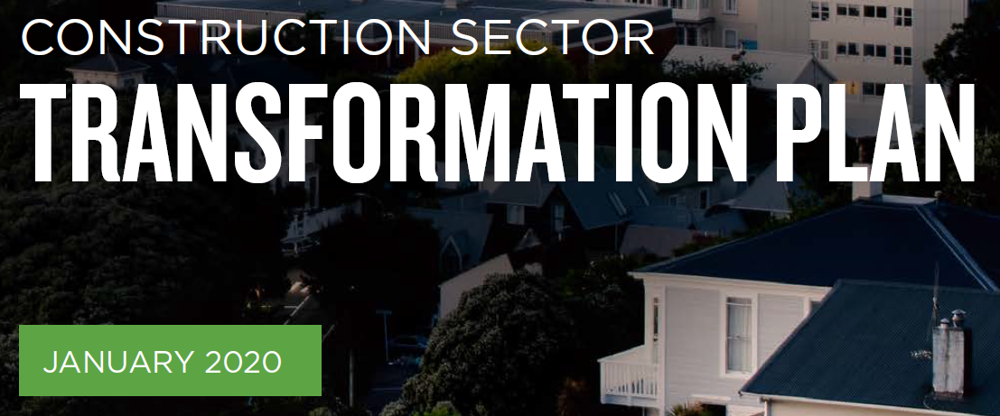 CONSTRUCTION SECTOR
TRANSFORMATION PLAN
JANUARY 2020